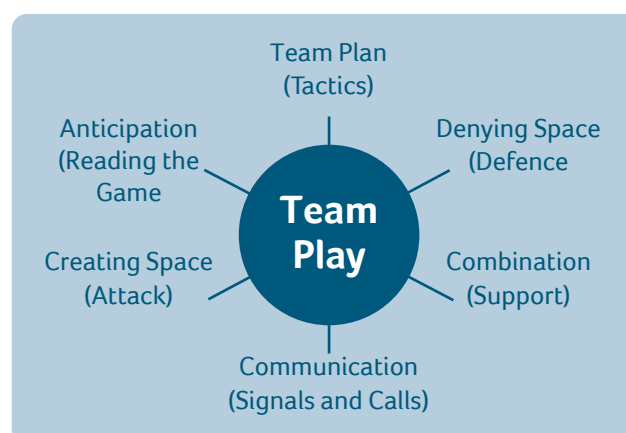 Team Plan
(Tactics)
Anticipation
(Reading the
Game
Denying Space
(Defence
Team
Play
Creating Space
(Attack)
Combination
(Support)
Communication
(Signals and Calls)